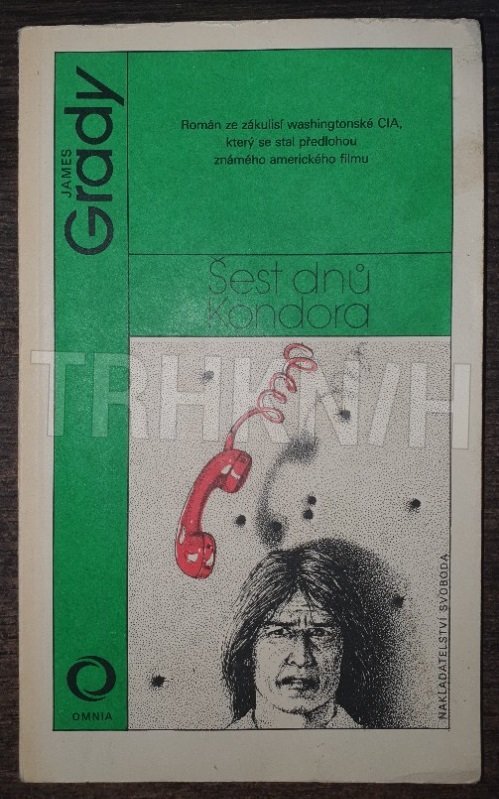 JAMES
Grady
Román ze zákulisí washingtonské CIA,
který se stal předlohou
známého amerického filmu
Šest dnů
Kondora
TRHKNIH
NAKLADATELSTVÍ SVOBODA
OMNIA